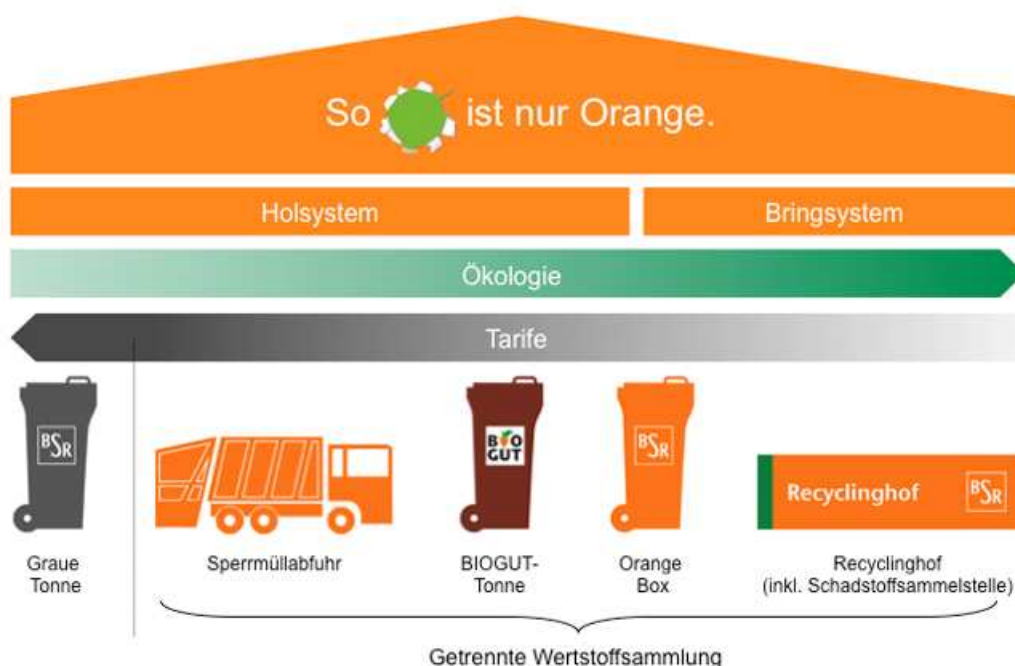 So ist nur Orange.
Holsystem
Bringsystem
Ökologie
Tarife
BSR
BIO
GUT
BSR
Recyclinghof
BSR
Graue
Tonne
Sperrmüllabfuhr
BIOGUT-
Tonne
Orange
Box
Recyclinghof
(inkl. Schadstoffsammelstelle)
Getrennte Wertstoffsammlung